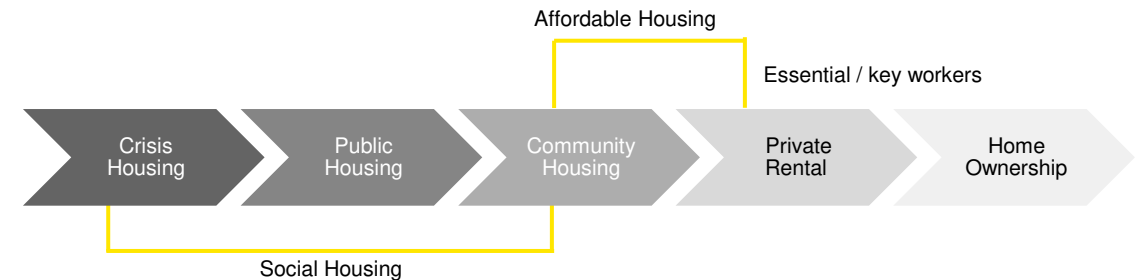 Affordable Housing
Essential / key workers
Crisis
Housing
Public
Housing
Community
Housing
Private
Rental
Home
Ownership
Social Housing